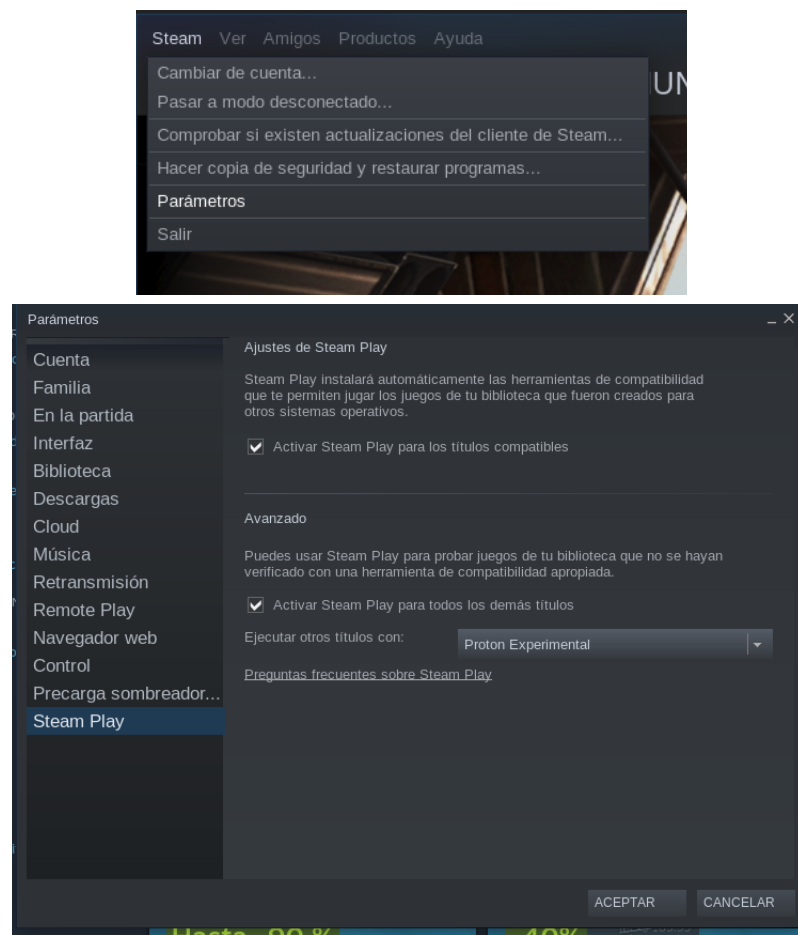 Steam Ver Amigos Productos Ayuda
Cambiar de cuenta...
Pasar a modo desconectado...
Comprobar si existen actualizaciones del cliente de Steam...
Hacer copia de seguridad y restaurar programas...
Parámetros
Salir
Parámetros
Cuenta
Familia
En la partida
Interfaz
Biblioteca
Descargas
Cloud
Música
Retransmisión
Remote Play
Navegador web
Control
Precarga sombreador...
Steam Play
Ajustes de Steam Play
Steam Play instalará automáticamente las herramientas de compatibilidad
que te permiten jugar los juegos de tu biblioteca que fueron creados para
otros sistemas operativos.
Activar Steam Play para los títulos compatibles
Avanzado
Puedes usar Steam Play para probar juegos de tu biblioteca que no se hayan
verificado con una herramienta de compatibilidad apropiada.
Activar Steam Play para todos los demás títulos
Ejecutar otros títulos con: Proton Experimental
Preguntas frecuentes sobre Steam Play
ACEPTAR CANCELAR